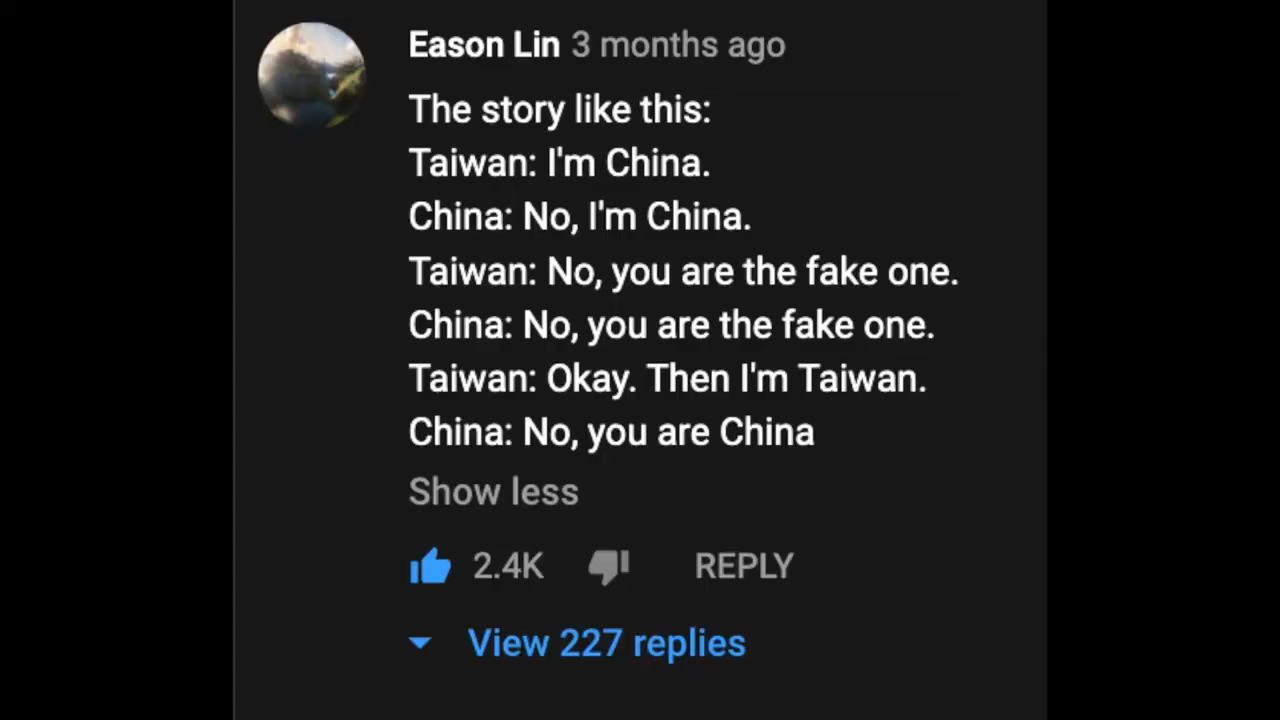 Eason Lin 3 months ago
The story like this:
Taiwan: I'm China.
China: No, I'm China.
Taiwan: No, you are the fake one.
China: No, you are the fake one.
Taiwan: Okay. Then I'm Taiwan.
China: No, you are China
Show less
2.4K REPLY
View 227 replies